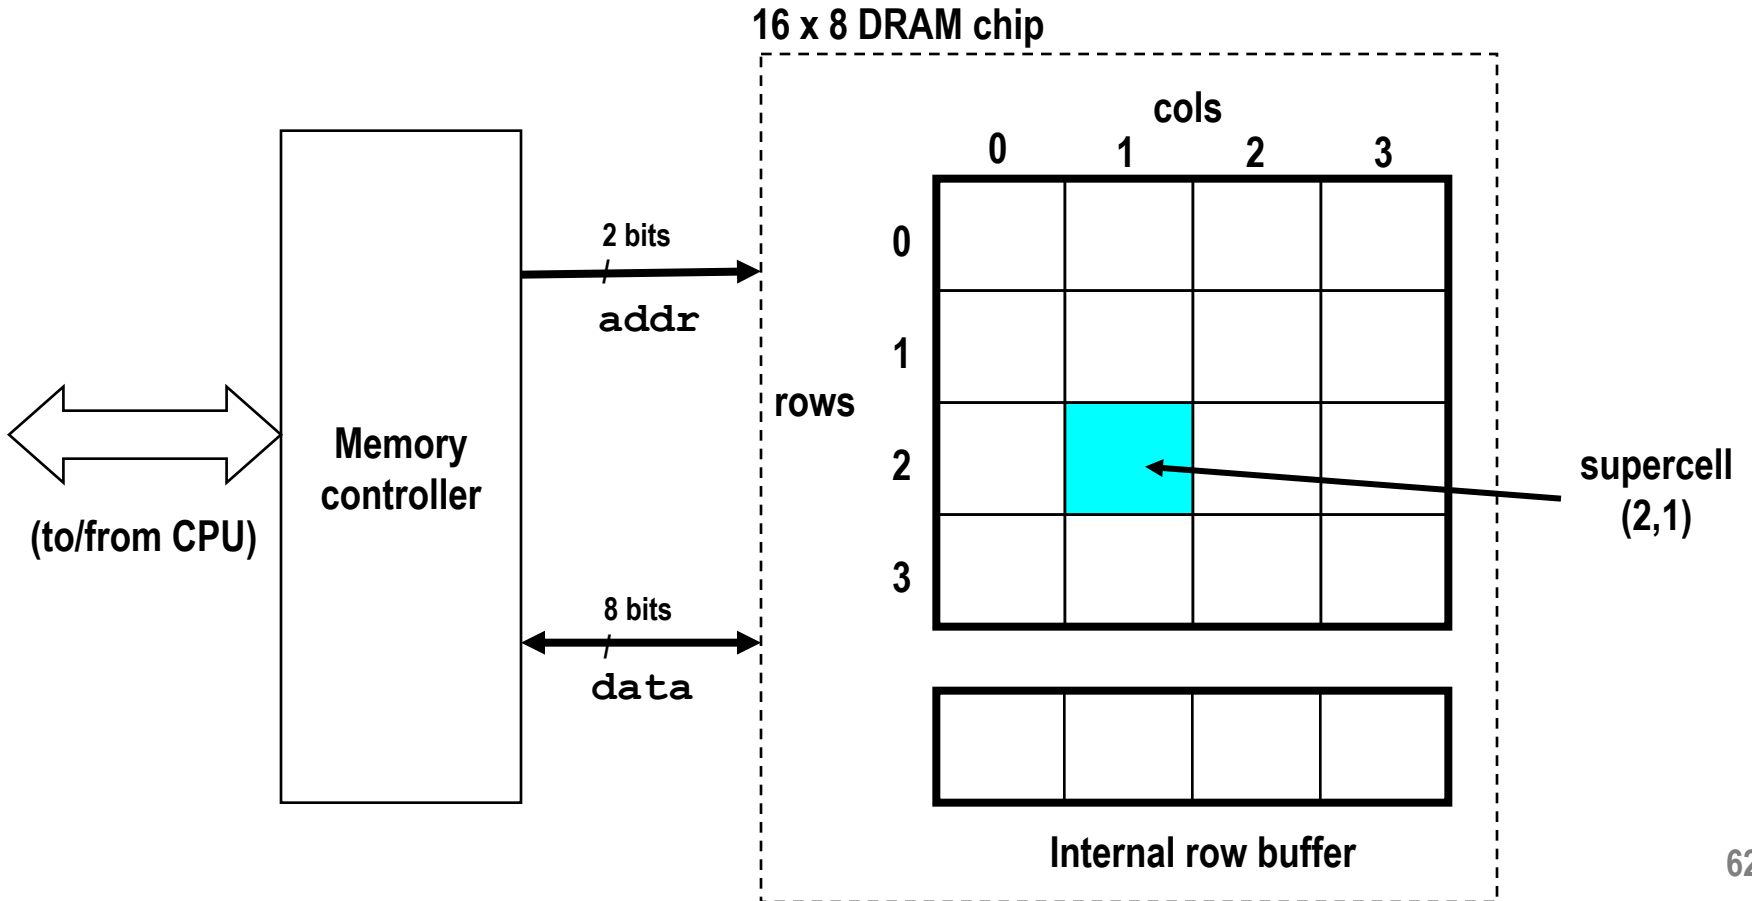 16 x 8 DRAM chip
cols
0 1 2 3
0
2 bits
addr
1
rows
Memory
controller
2
supercell
(2,1)
(to/from CPU)
3
8 bits
data
Internal row buffer
62